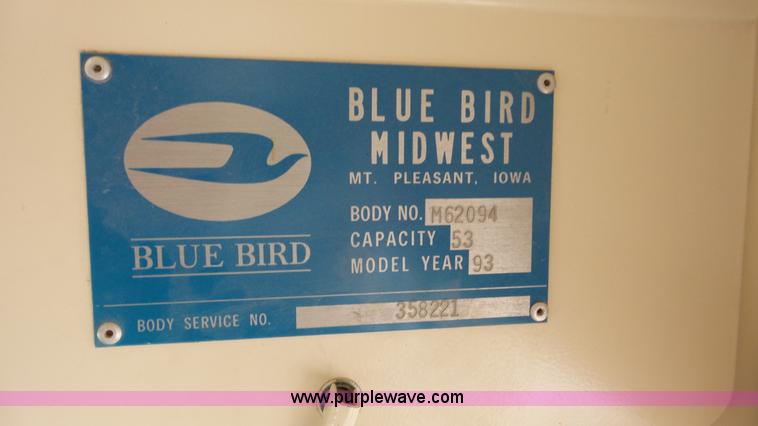 BLUE BIRD
MIDWEST
MT. PLEASANT, IOWA
BODY NO. M62094
CAPACITY 53
MODEL YEAR 93
BLUE BIRD
BODY SERVICE NO. 358221
www.purplewave.com